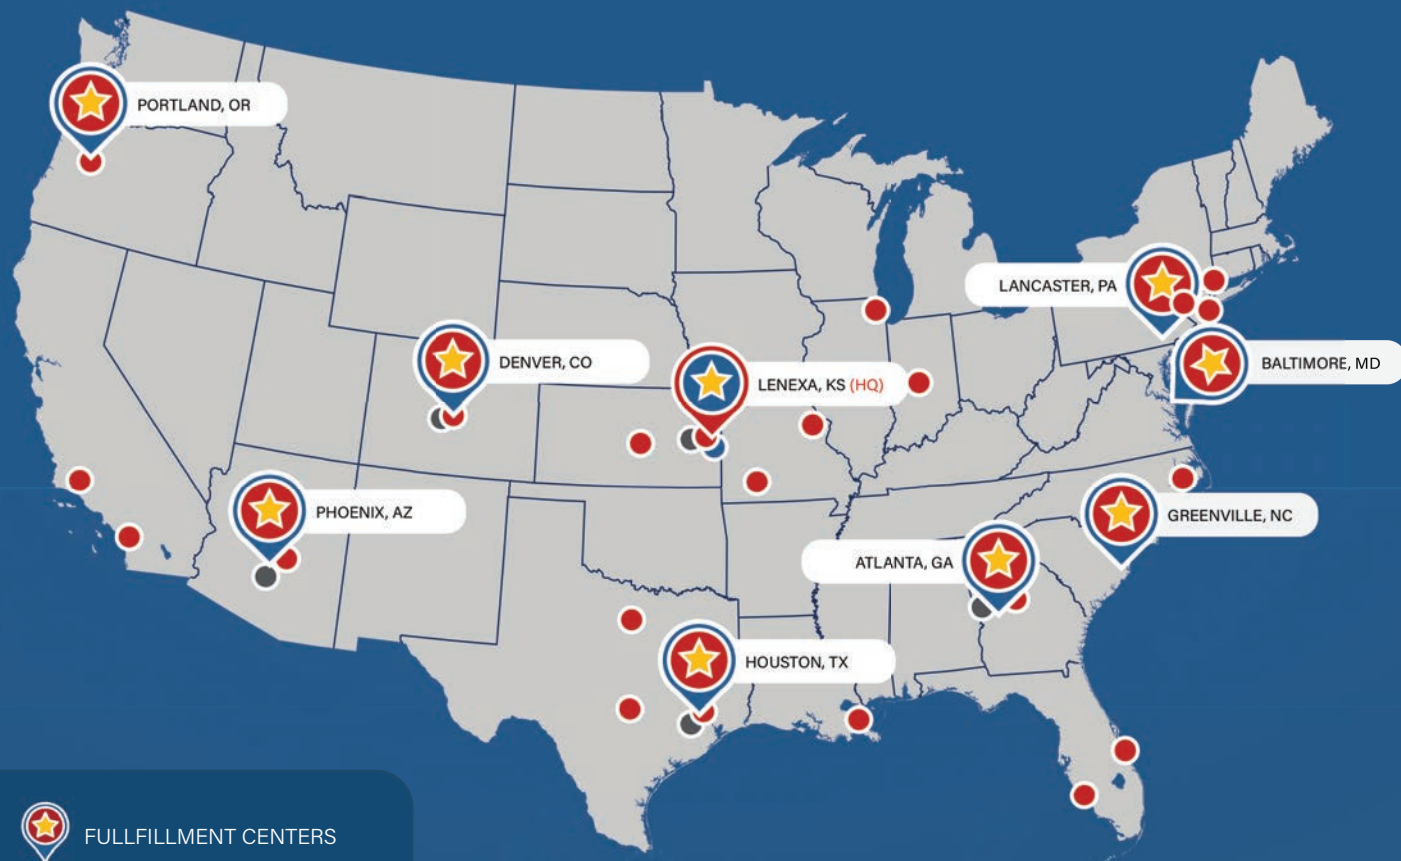 PORTLAND, OR
LANCASTER, PA
DENVER, CO
BALTIMORE, MD
LENEXA, KS (HQ)
PHOENIX, AZ
GREENVILLE, NC
ATLANTA, GA
HOUSTON, TX
FULLFILLMENT CENTERS